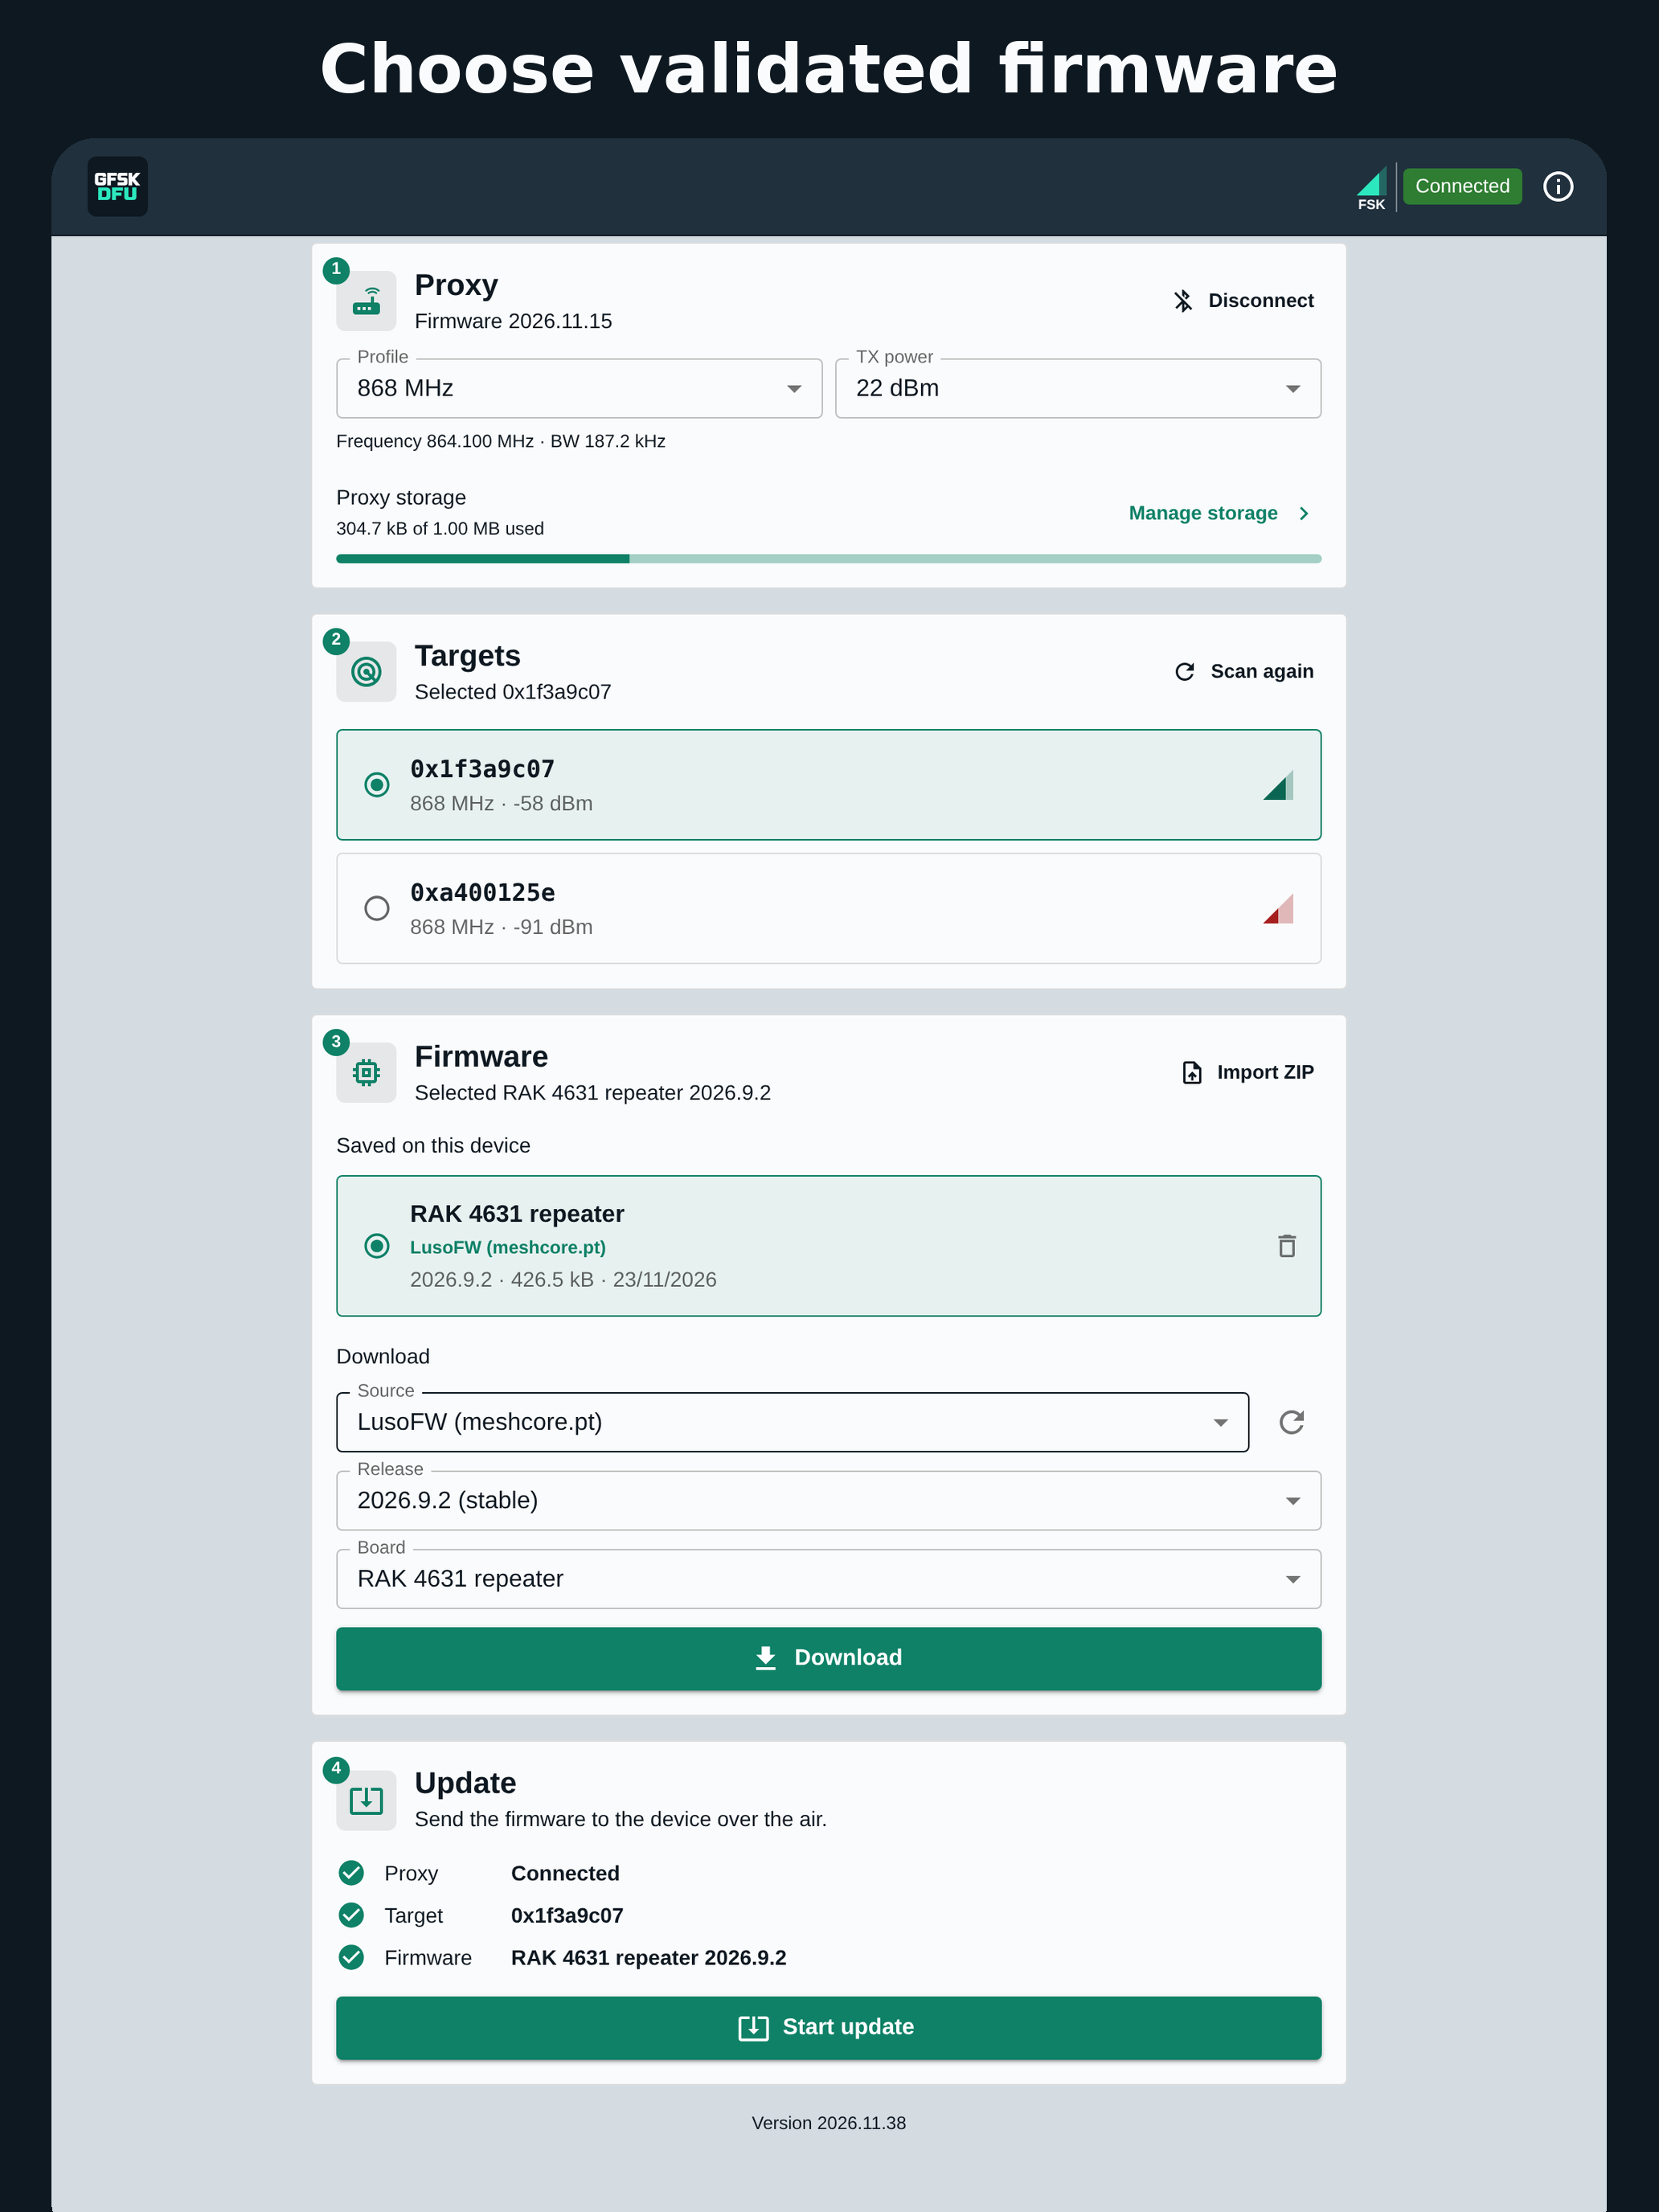 Choose validated firmware
GFSK
DFU
FSK
Connected
1
Proxy
Firmware 2026.11.15
Disconnect
Profile
868 MHz
TX power
22 dBm
Frequency 864.100 MHz · BW 187.2 kHz
Proxy storage
304.7 kB of 1.00 MB used
Manage storage
2
Targets
Selected 0x1f3a9c07
Scan again
0x1f3a9c07
868 MHz · -58 dBm
0xa400125e
868 MHz · -91 dBm
3
Firmware
Selected RAK 4631 repeater 2026.9.2
Import ZIP
Saved on this device
RAK 4631 repeater
LusoFW (meshcore.pt)
2026.9.2 · 426.5 kB · 23/11/2026
Download
Source
LusoFW (meshcore.pt)
Release
2026.9.2 (stable)
Board
RAK 4631 repeater
Download
4
Update
Send the firmware to the device over the air.
Proxy Connected
Target 0x1f3a9c07
Firmware RAK 4631 repeater 2026.9.2
Start update
Version 2026.11.38